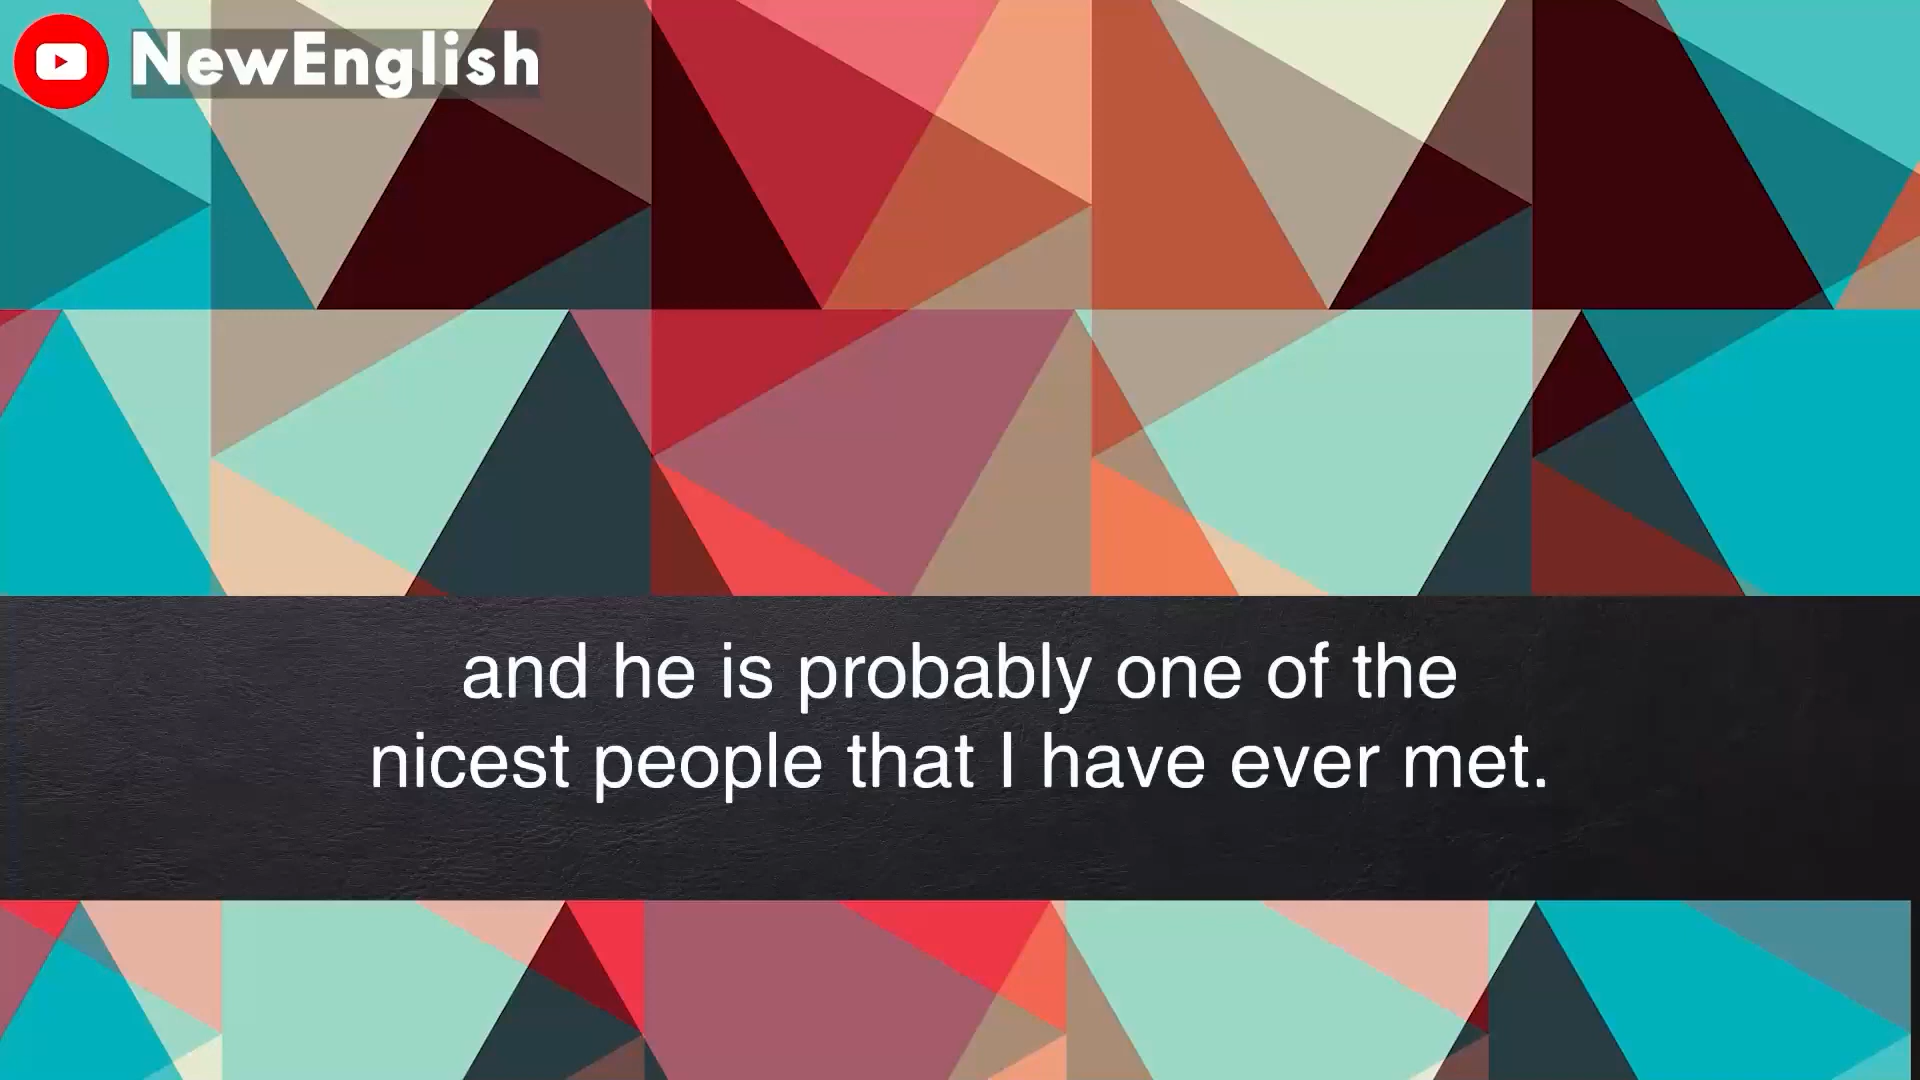 NewEnglish
and he is probably one of the
nicest people that I have ever met.